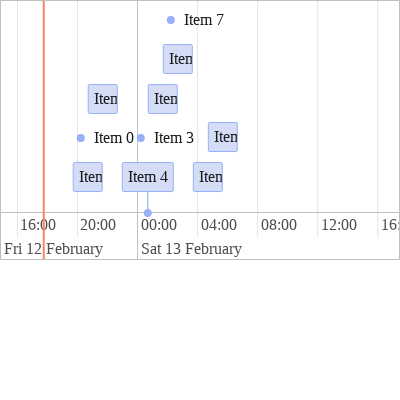 Item 7
Item
Item Item
Item 0 Item 3 Item
Item Item 4 Item
16:00 20:00 00:00 04:00 08:00 12:00 16:
Fri 12 February Sat 13 February